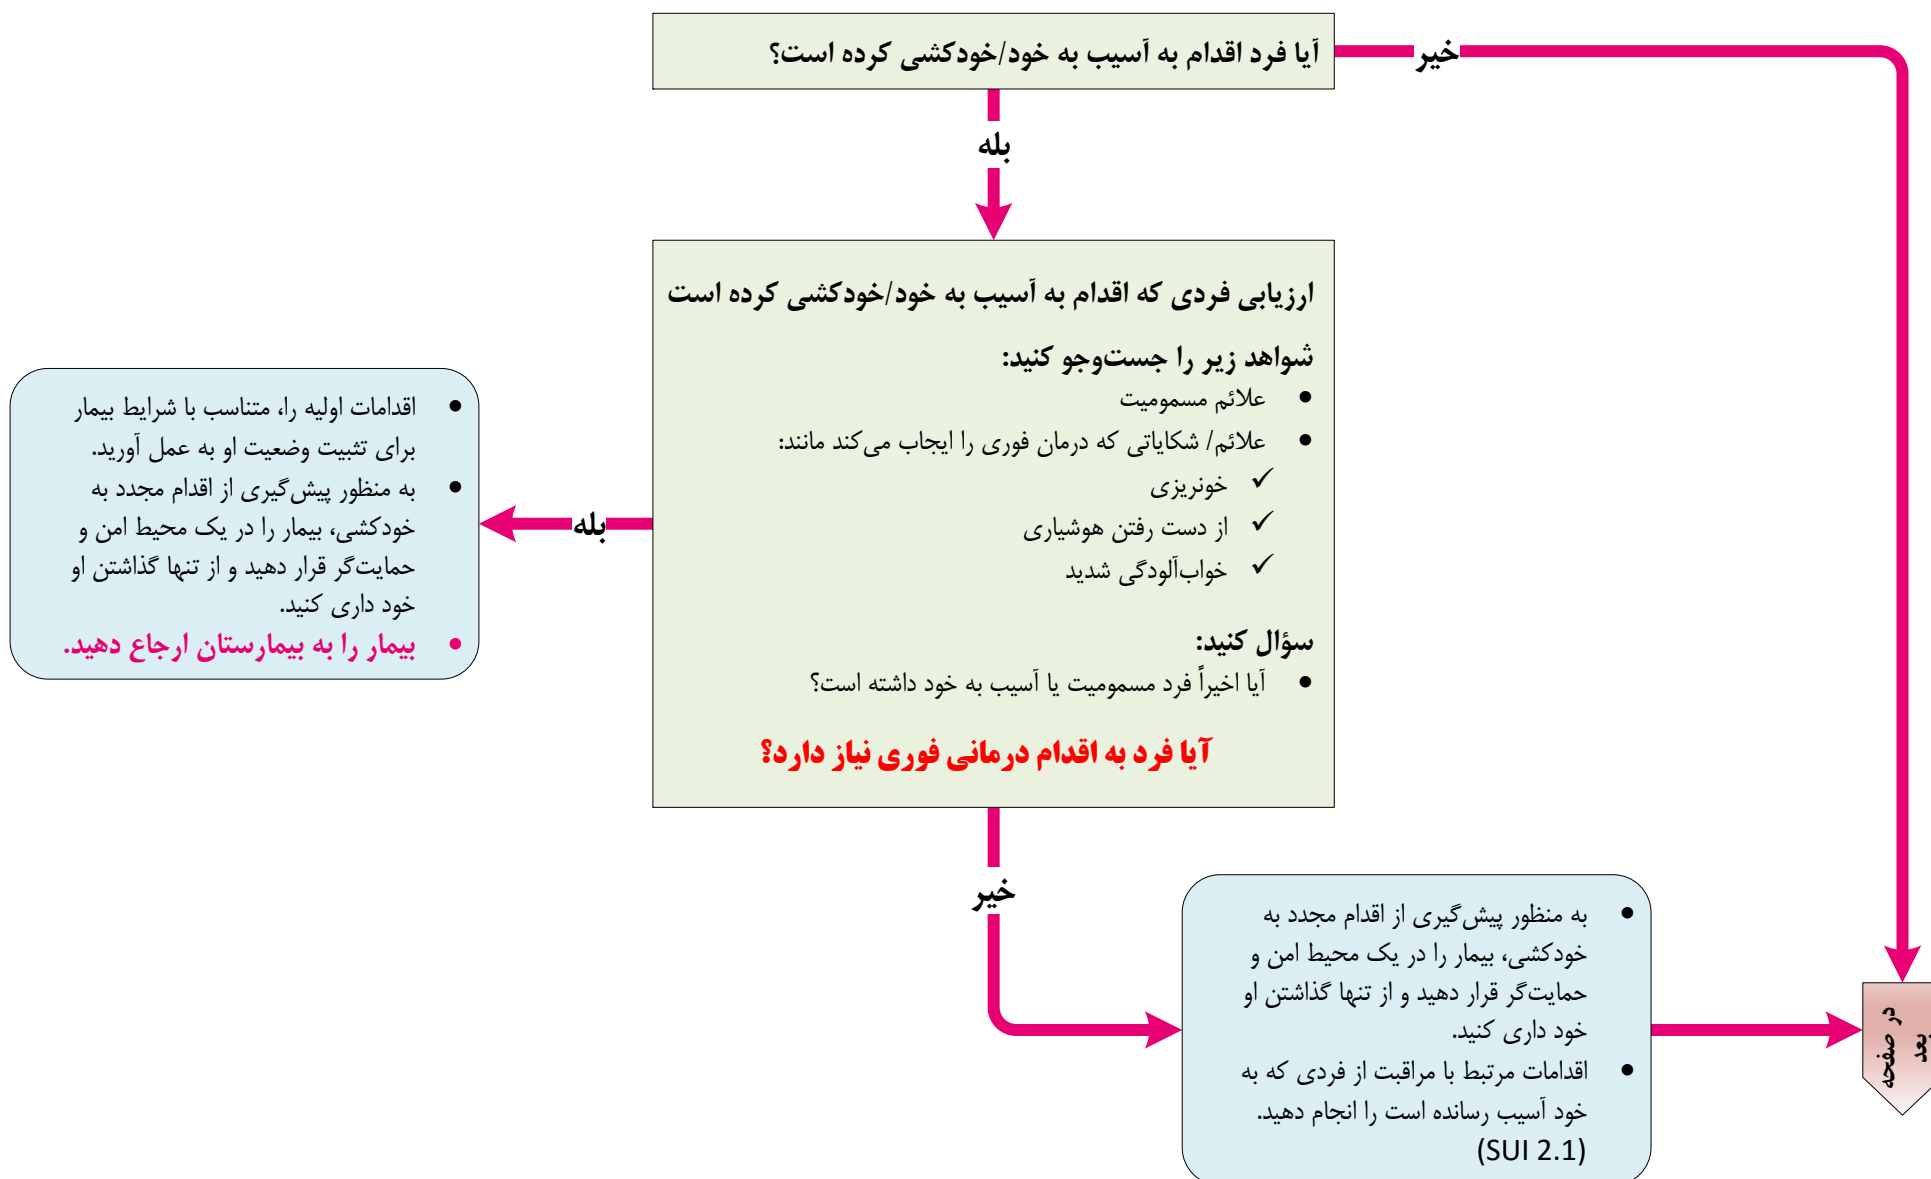 آیا فرد اقدام به آسیب به خود/خودکشی کرده است؟
خیر
بله
ارزیابی فردی که اقدام به آسیب به خود/خودکشی کرده است
شواهد زیر را جست‌وجو کنید:
• علائم مسمومیت
• علائم/ شکایاتی که درمان فوری را ایجاب می‌کند مانند:
✓ خونریزی
✓ از دست رفتن هوشیاری
✓ خواب‌آلودگی شدید
سؤال کنید:
• آیا اخیراً فرد مسمومیت یا آسیب به خود داشته است؟
آیا فرد به اقدام درمانی فوری نیاز دارد؟
بله
• اقدامات اولیه را، متناسب با شرایط بیمار
برای تثبیت وضعیت او به عمل آورید.
• به منظور پیش‌گیری از اقدام مجدد به
خودکشی، بیمار را در یک محیط امن و
حمایت‌گر قرار دهید و از تنها گذاشتن او
خود داری کنید.
• بیمار را به بیمارستان ارجاع دهید.
خیر
• به منظور پیش‌گیری از اقدام مجدد به
خودکشی، بیمار را در یک محیط امن و
حمایت‌گر قرار دهید و از تنها گذاشتن او
خود داری کنید.
• اقدامات مرتبط با مراقبت از فردی که به
خود آسیب رسانده است را انجام دهید.
(SUI 2.1)
در صفحه
بعد